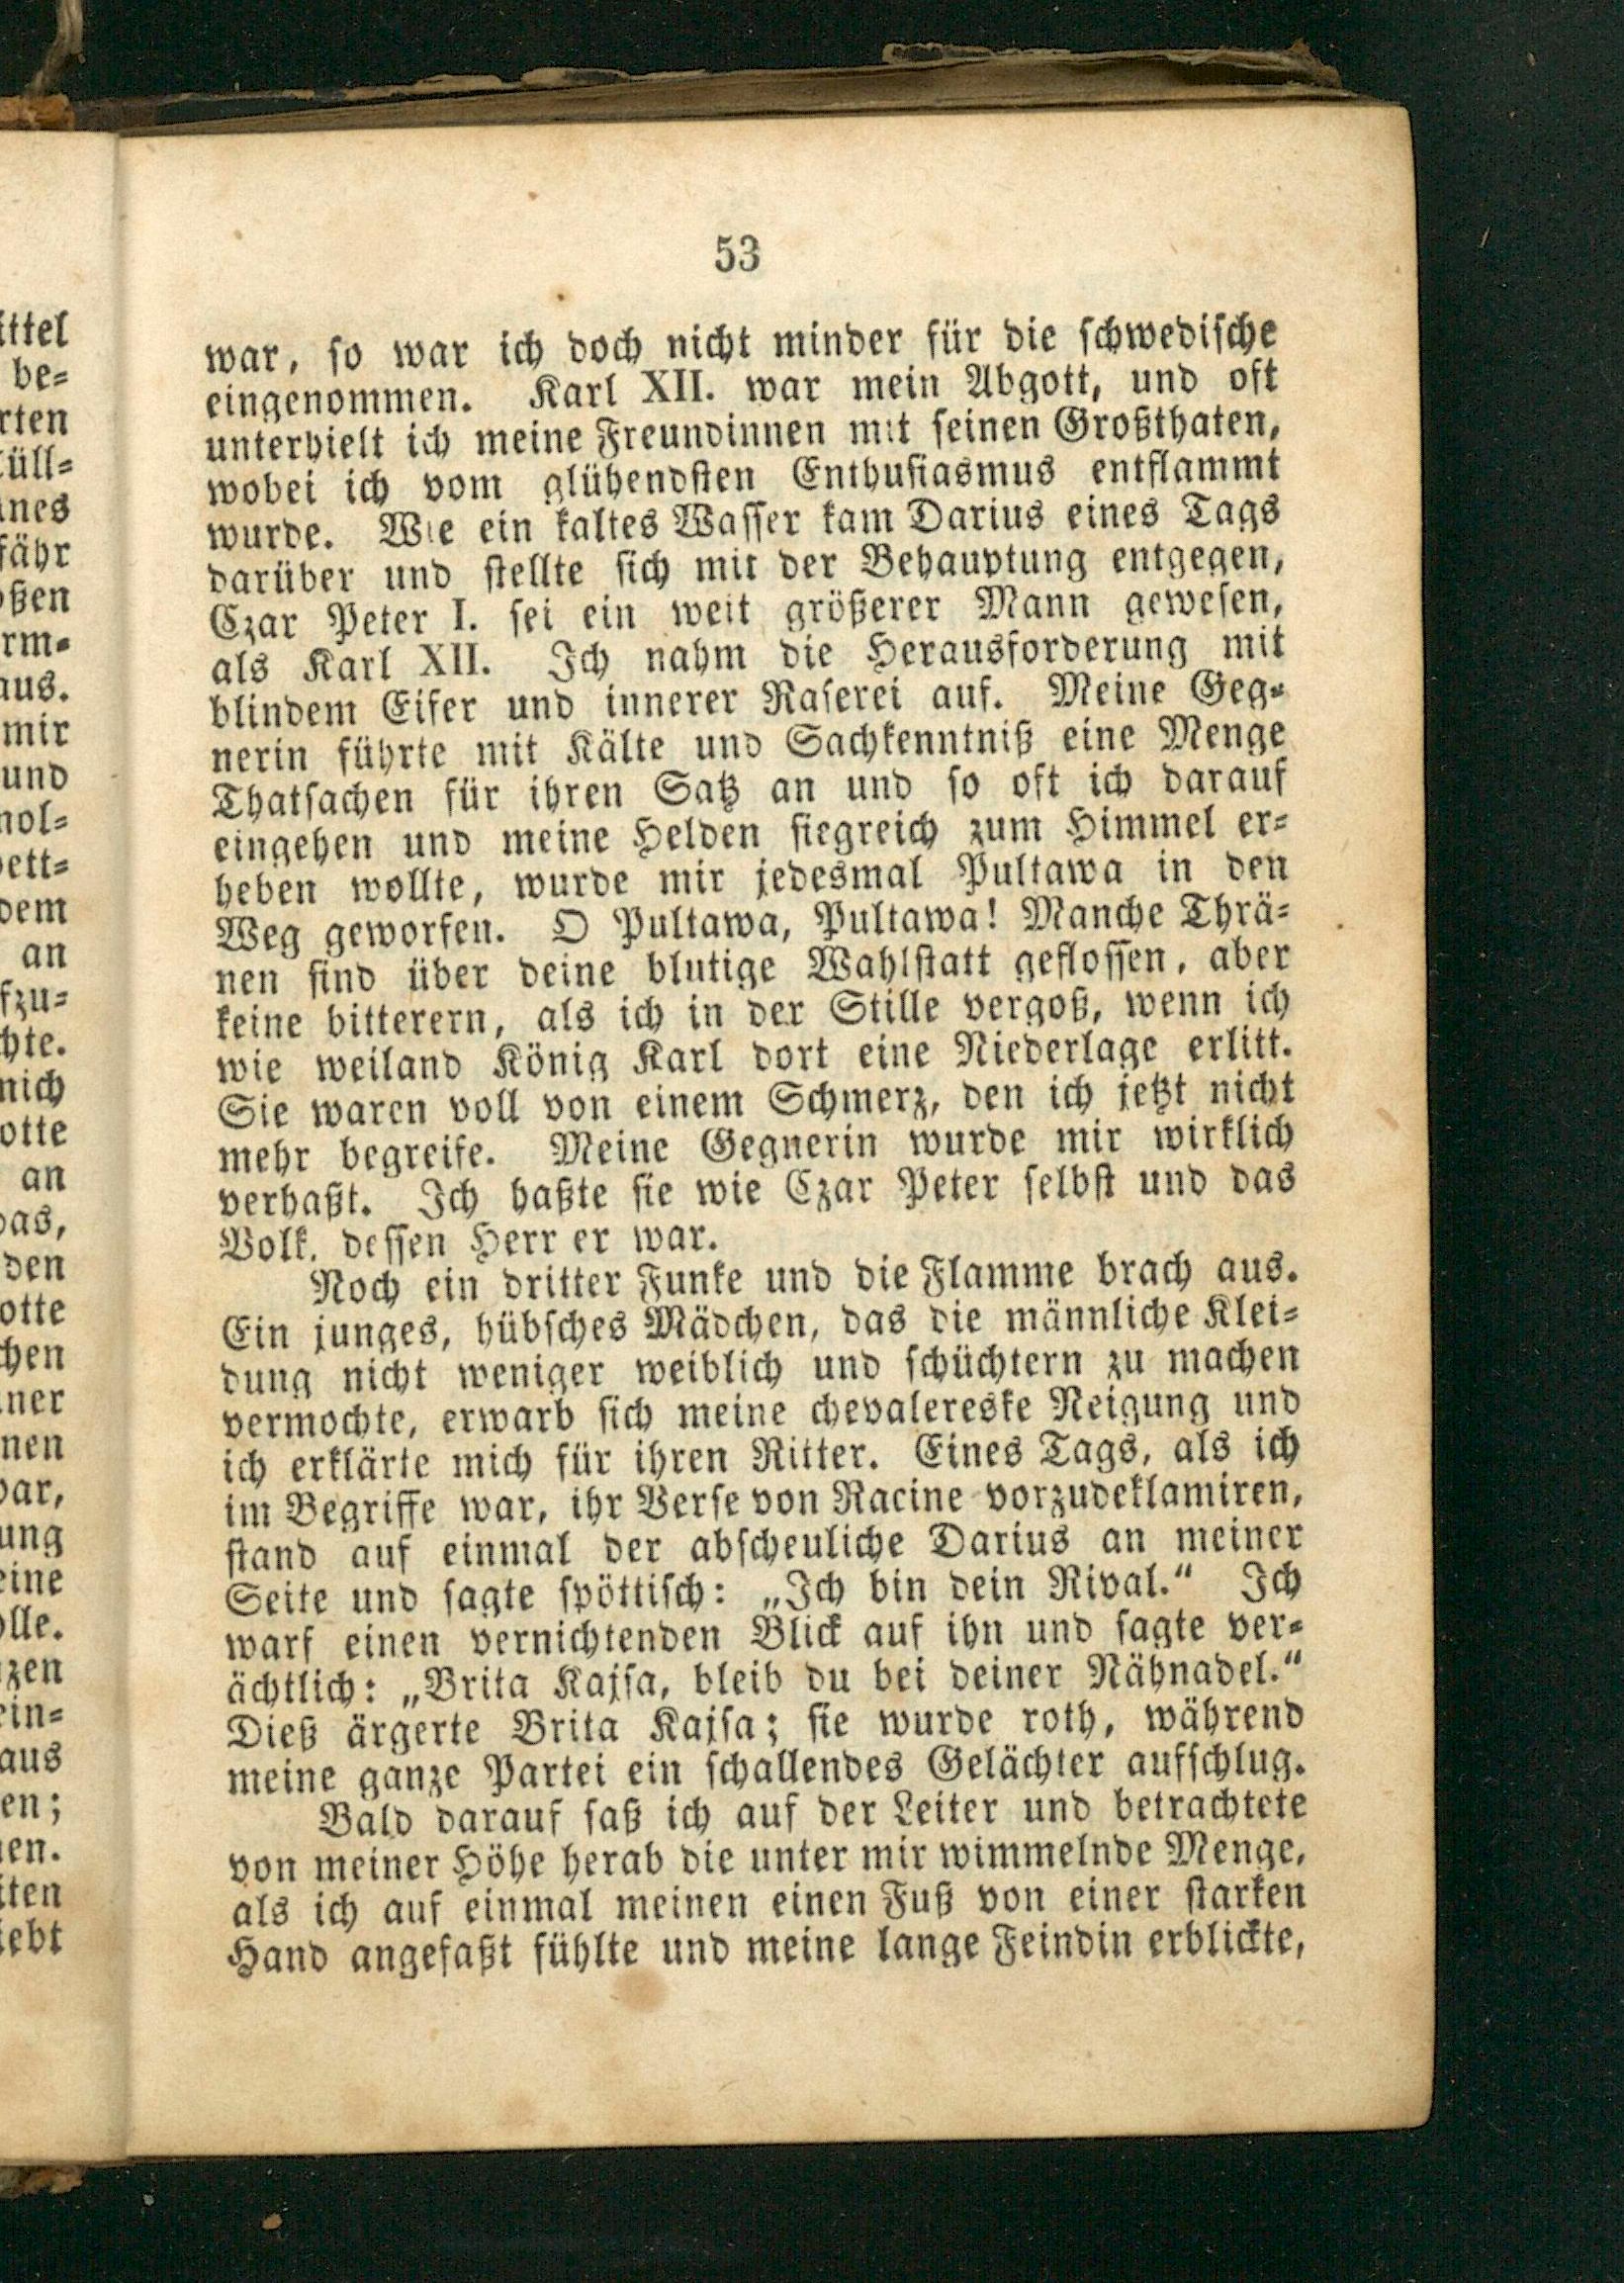 53
war, so war ich doch nicht minder für die schwedische
eingenommen. Karl XII. war mein Abgott, und oft
unterhielt ich meine Freundinnen mit seinen Großthaten,
wobei ich vom glühendsten Enthusiasmus entflammt
wurde. Wie ein kaltes Wasser kam Darius eines Tags
darüber und stellte sich mit der Behauptung entgegen,
Czar Peter I. sei ein weit größerer Mann gewesen,
als Karl XII. Ich nahm die Herausforderung mit
blindem Eifer und innerer Raserei auf. Meine Geg-
nerin führte mit Kälte und Sachkenntniß eine Menge
Thatsachen für ihren Satz an und so oft ich darauf
eingehen und meine Helden siegreich zum Himmel er-
heben wollte, wurde mir jedesmal Pultawa in den
Weg geworfen. O Pultawa, Pultawa! Manche Thrä-
nen sind über deine blutige Wahlstatt geflossen, aber
keine bitterern, als ich in der Stille vergoß, wenn ich
wie weiland König Karl dort eine Niederlage erlitt.
Sie waren voll von einem Schmerz, den ich jetzt nicht
mehr begreife. Meine Gegnerin wurde mir wirklich
verhaßt. Ich haßte sie wie Czar Peter selbst und das
Volk, dessen Herr er war.
Noch ein dritter Funke und die Flamme brach aus.
Ein junges, hübsches Mädchen, das die männliche Klei-
dung nicht weniger weiblich und schüchtern zu machen
vermochte, erwarb sich meine chevalereske Neigung und
ich erklärte mich für ihren Ritter. Eines Tags, als ich
im Begriffe war, ihr Verse von Racine vorzudeklamiren,
stand auf einmal der abscheuliche Darius an meiner
Seite und sagte spöttisch: „Ich bin dein Rival.“ Ich
warf einen vernichtenden Blick auf ihn und sagte ver-
ächtlich: „Brita Kajsa, bleib du bei deiner Nähnadel.“
Dieß ärgerte Brita Kajsa; sie wurde roth, während
meine ganze Partei ein schallendes Gelächter aufschlug.
Bald darauf saß ich auf der Leiter und betrachtete
von meiner Höhe herab die unter mir wimmelnde Menge,
als ich auf einmal meinen einen Fuß von einer starken
Hand angefaßt fühlte und meine lange Feindin erblickte,